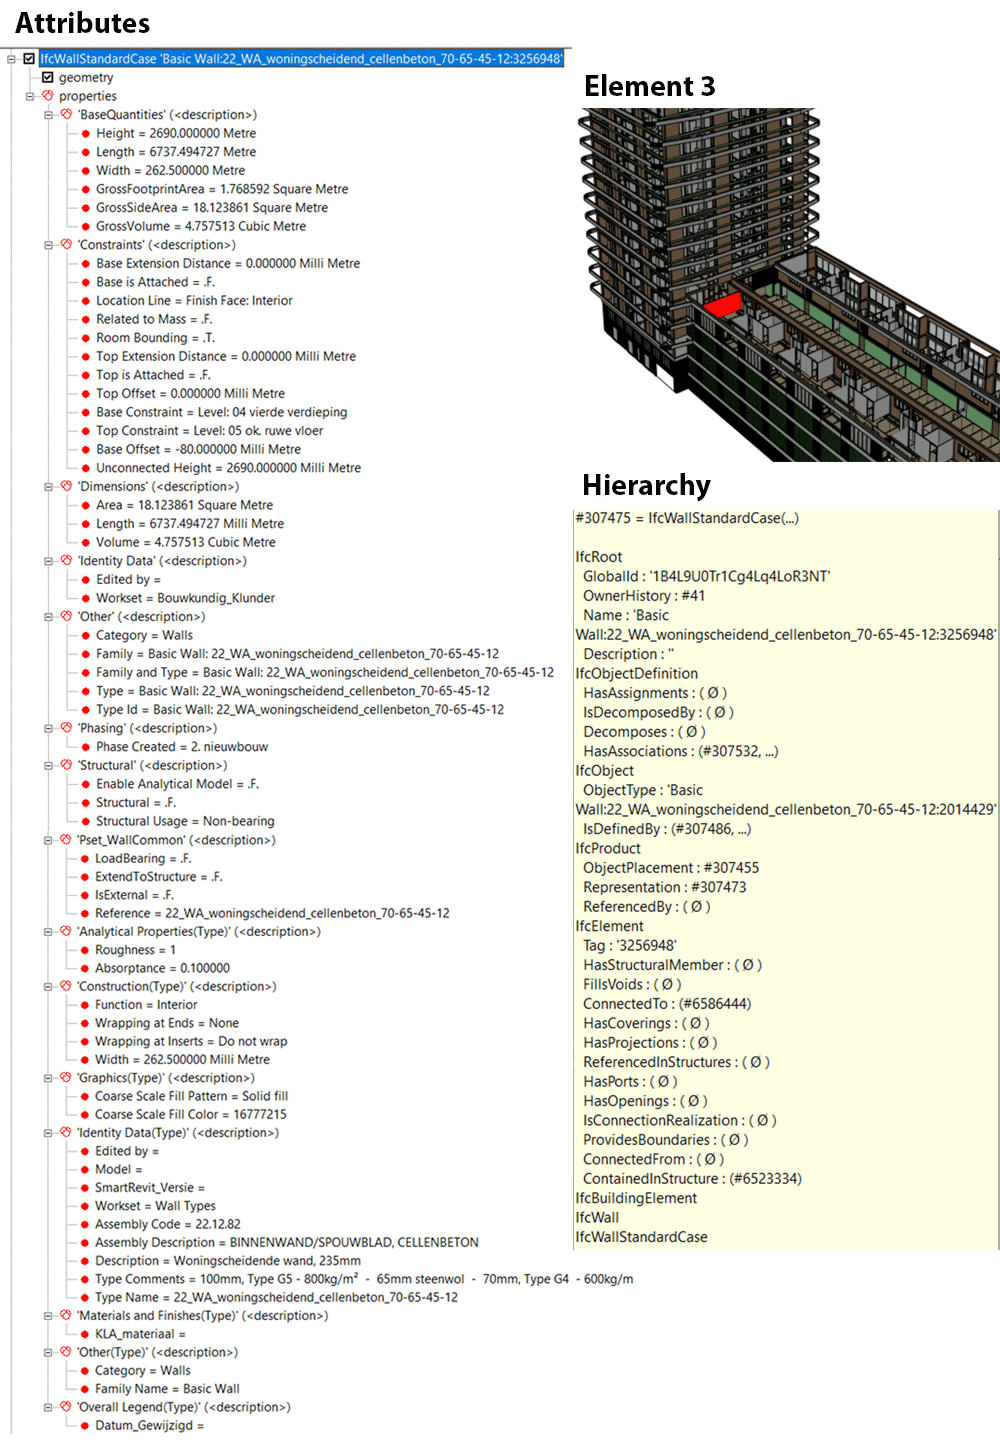 Attributes
IfcWallStandardCase 'Basic Wall:22_WA_woningscheidend_cellenbeton_70-65-45-12:3256948'
geometry
properties
'BaseQuantities' (<description>)
Height = 2690.000000 Metre
Length = 6737.494727 Metre
Width = 262.500000 Metre
GrossFootprintArea = 1.768592 Square Metre
GrossSideArea = 18.123861 Square Metre
GrossVolume = 4.757513 Cubic Metre
'Constraints' (<description>)
Base Extension Distance = 0.000000 Milli Metre
Base is Attached = .F.
Location Line = Finish Face: Interior
Related to Mass = .F.
Room Bounding = .T.
Top Extension Distance = 0.000000 Milli Metre
Top is Attached = .F.
Top Offset = 0.000000 Milli Metre
Base Constraint = Level: 04 vierde verdieping
Top Constraint = Level: 05 ok. ruwe vloer
Base Offset = -80.000000 Milli Metre
Unconnected Height = 2690.000000 Milli Metre
'Dimensions' (<description>)
Area = 18.123861 Square Metre
Length = 6737.494727 Milli Metre
Volume = 4.757513 Cubic Metre
'Identity Data' (<description>)
Edited by =
Workset = Bouwkundig_Klunder
'Other' (<description>)
Category = Walls
Family = Basic Wall: 22_WA_woningscheidend_cellenbeton_70-65-45-12
Family and Type = Basic Wall: 22_WA_woningscheidend_cellenbeton_70-65-45-12
Type = Basic Wall: 22_WA_woningscheidend_cellenbeton_70-65-45-12
Type Id = Basic Wall: 22_WA_woningscheidend_cellenbeton_70-65-45-12
'Phasing' (<description>)
Phase Created = 2. nieuwbouw
'Structural' (<description>)
Enable Analytical Model = .F.
Structural = .F.
Structural Usage = Non-bearing
'Pset_WallCommon' (<description>)
LoadBearing = .F.
ExtendToStructure = .F.
IsExternal = .F.
Reference = 22_WA_woningscheidend_cellenbeton_70-65-45-12
'Analytical Properties(Type)' (<description>)
Roughness = 1
Absorptance = 0.100000
'Construction(Type)' (<description>)
Function = Interior
Wrapping at Ends = None
Wrapping at Inserts = Do not wrap
Width = 262.500000 Milli Metre
'Graphics(Type)' (<description>)
Coarse Scale Fill Pattern = Solid fill
Coarse Scale Fill Color = 16777215
'Identity Data(Type)' (<description>)
Edited by =
Model =
SmartRevit_Versie =
Workset = Wall Types
Assembly Code = 22.12.82
Assembly Description = BINNENWAND/SPOUWBLAD, CELLENBETON
Description = Woningscheidende wand, 235mm
Type Comments = 100mm, Type G5 - 800kg/m² - 65mm steenwol - 70mm, Type G4 - 600kg/m
Type Name = 22_WA_woningscheidend_cellenbeton_70-65-45-12
'Materials and Finishes(Type)' (<description>)
KLA_materiaal =
'Other(Type)' (<description>)
Category = Walls
Family Name = Basic Wall
'Overall Legend(Type)' (<description>)
Datum_Gewijzigd =
Element 3
Hierarchy
#307475 = IfcWallStandardCase(...)
IfcRoot
GlobalId : '1B4L9U0Tr1Cg4Lq4LoR3NT'
OwnerHistory : #41
Name : 'Basic
Wall:22_WA_woningscheidend_cellenbeton_70-65-45-12:3256948'
Description : ''
IfcObjectDefinition
HasAssignments : ( Ø )
IsDecomposedBy : ( Ø )
Decomposes : ( Ø )
HasAssociations : (#307532, ...)
IfcObject
ObjectType : 'Basic
Wall:22_WA_woningscheidend_cellenbeton_70-65-45-12:2014429'
IsDefinedBy : (#307486, ...)
IfcProduct
ObjectPlacement : #307455
Representation : #307473
ReferencedBy : ( Ø )
IfcElement
Tag : '3256948'
HasStructuralMember : ( Ø )
FillsVoids : ( Ø )
ConnectedTo : (#6586444)
HasCoverings : ( Ø )
HasProjections : ( Ø )
ReferencedInStructures : ( Ø )
HasPorts : ( Ø )
HasOpenings : ( Ø )
IsConnectionRealization : ( Ø )
ProvidesBoundaries : ( Ø )
ConnectedFrom : ( Ø )
ContainedInStructure : (#6523334)
IfcBuildingElement
IfcWall
IfcWallStandardCase